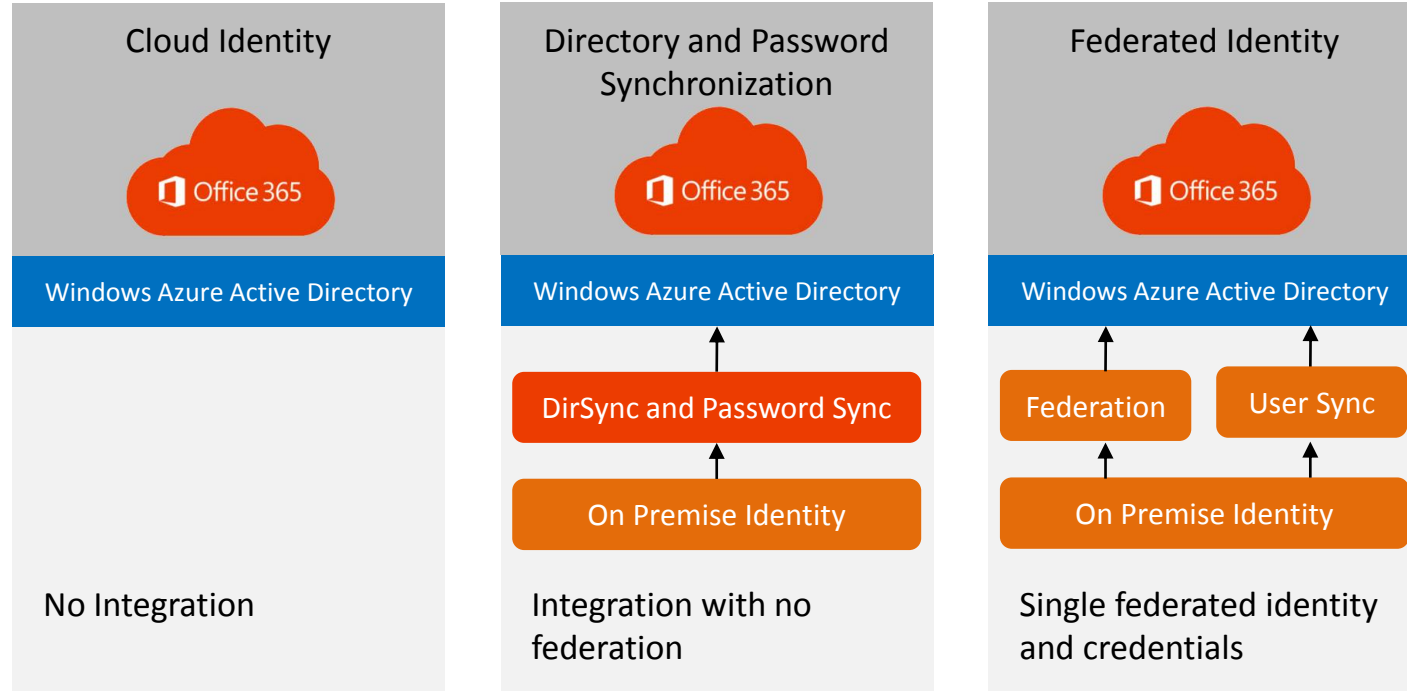 Cloud Identity
Office 365
Windows Azure Active Directory
No Integration
Directory and Password
Synchronization
Office 365
Windows Azure Active Directory
DirSync and Password Sync
On Premise Identity
Integration with no
federation
Federated Identity
Office 365
Windows Azure Active Directory
Federation
User Sync
On Premise Identity
Single federated identity
and credentials